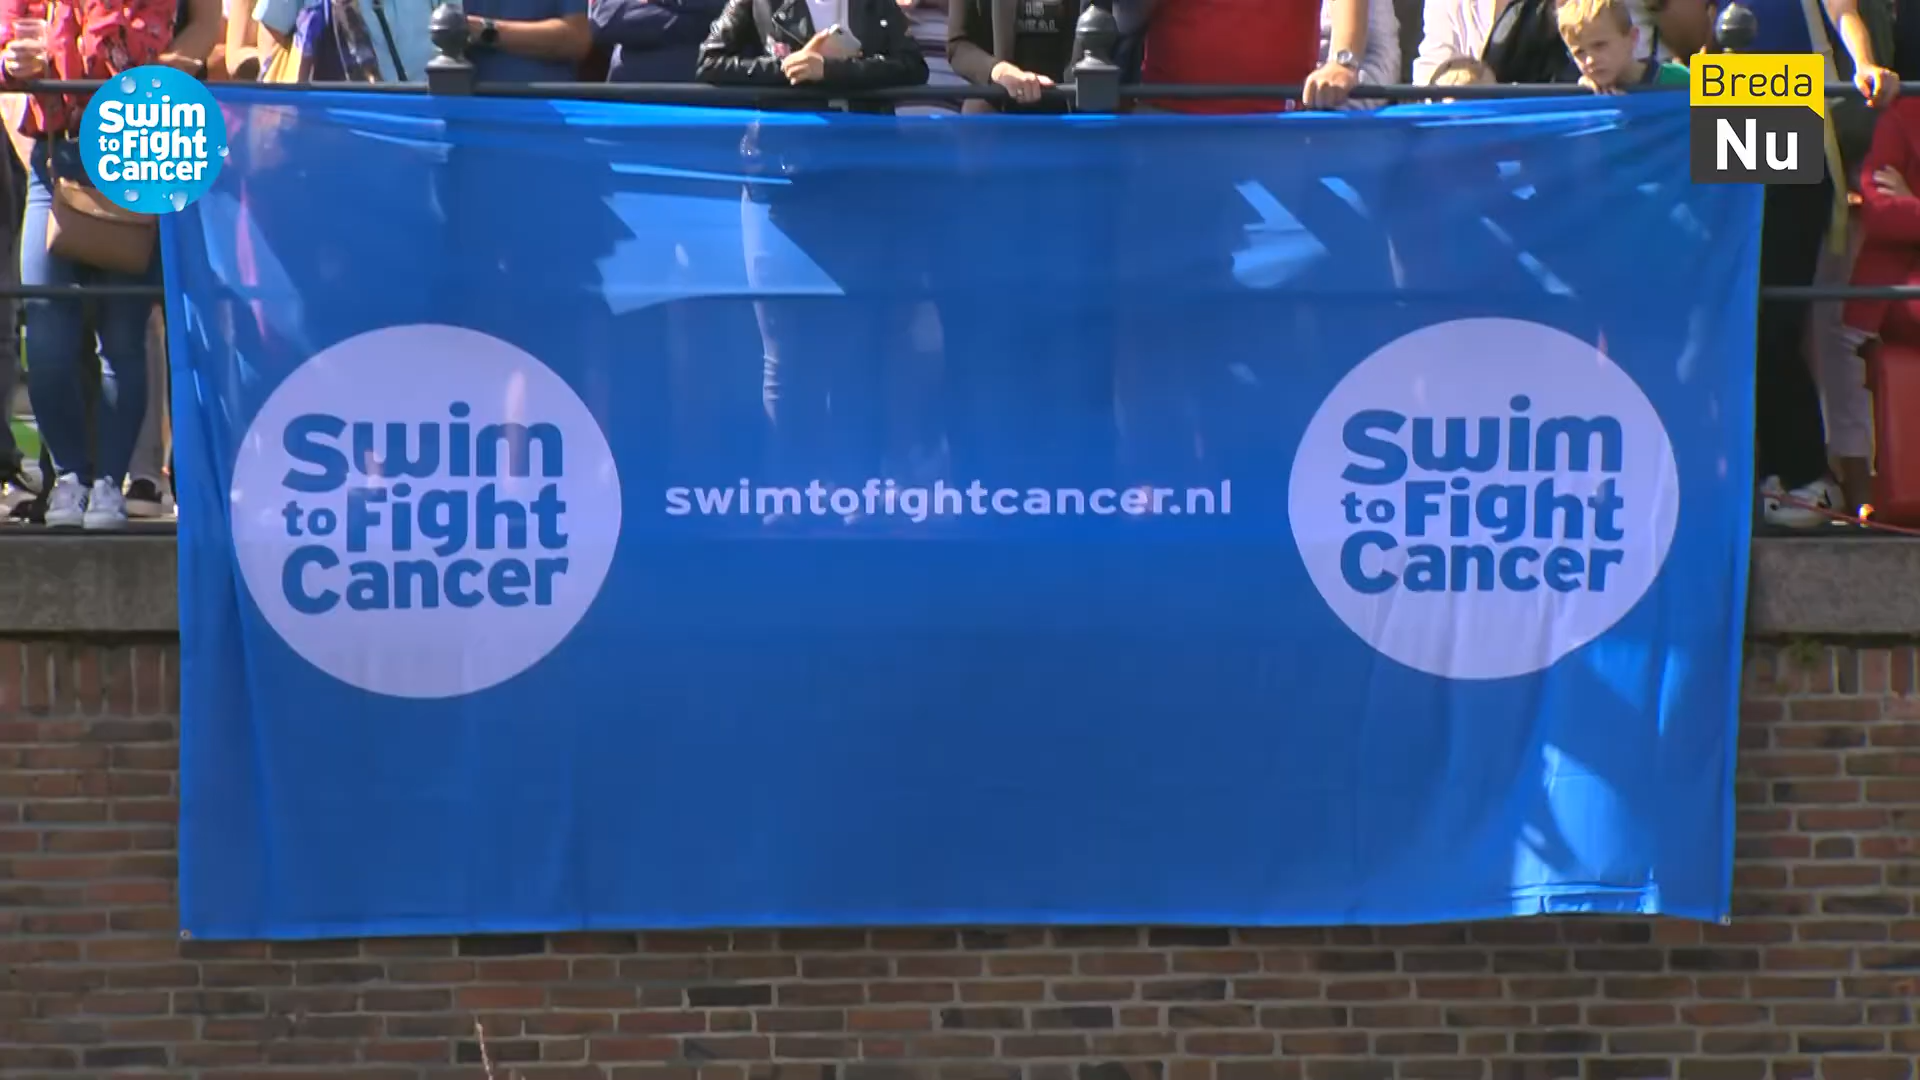 Swim
to Fight
Cancer
Breda
Nu
Swim
to Fight
Cancer
swimtofightcancer.nl
Swim
to Fight
Cancer